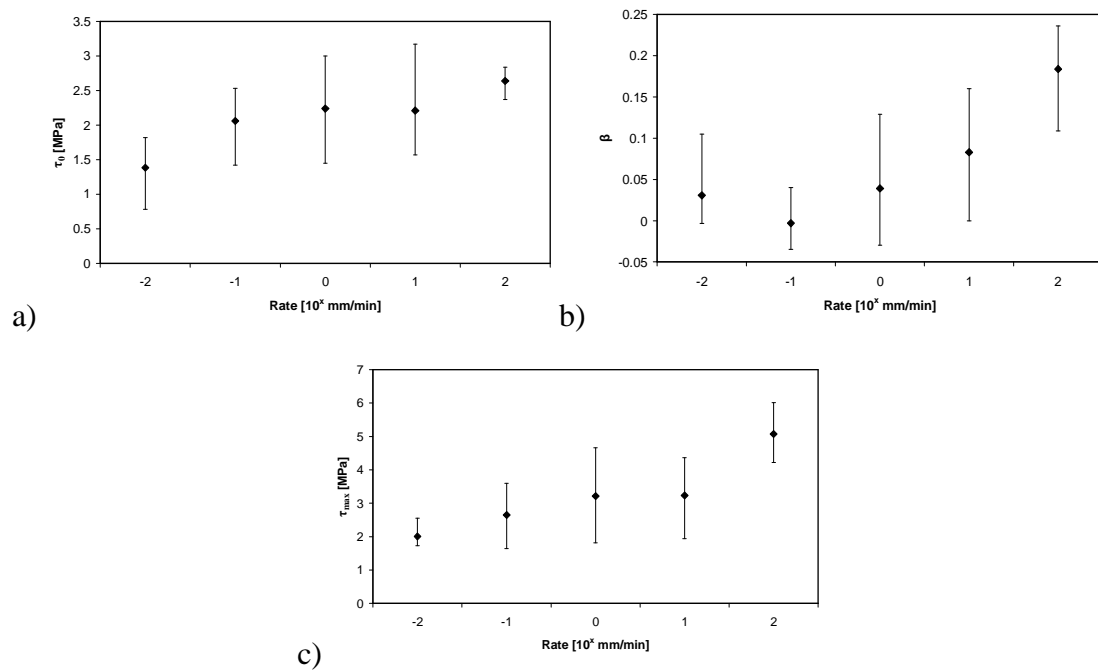 3.5
3
2.5
2
1.5
1
0.5
0
τ0 [MPa]
-2 -1 0 1 2
Rate [10^x mm/min]
a)
0.25
0.2
0.15
0.1
0.05
0
-0.05
β
-2 -1 0 1 2
Rate [10^x mm/min]
b)
7
6
5
4
3
2
1
0
τmax [MPa]
-2 -1 0 1 2
Rate [10^x mm/min]
c)